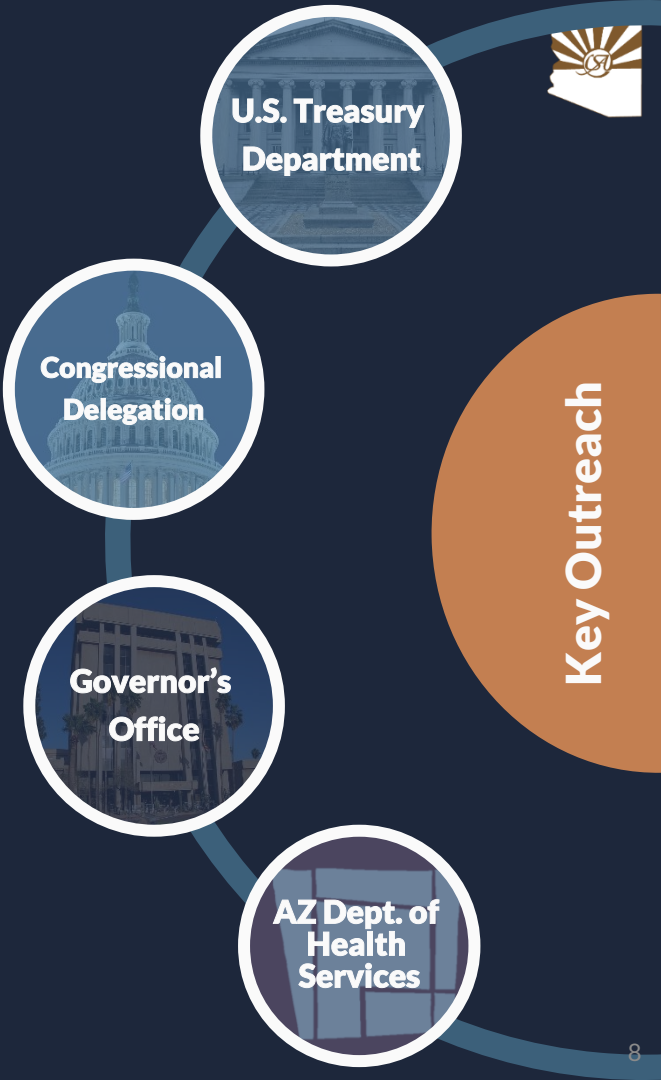 U.S. Treasury
Department
Congressional
Delegation
Key Outreach
Governor’s
Office
AZ Dept. of
Health
Services
8